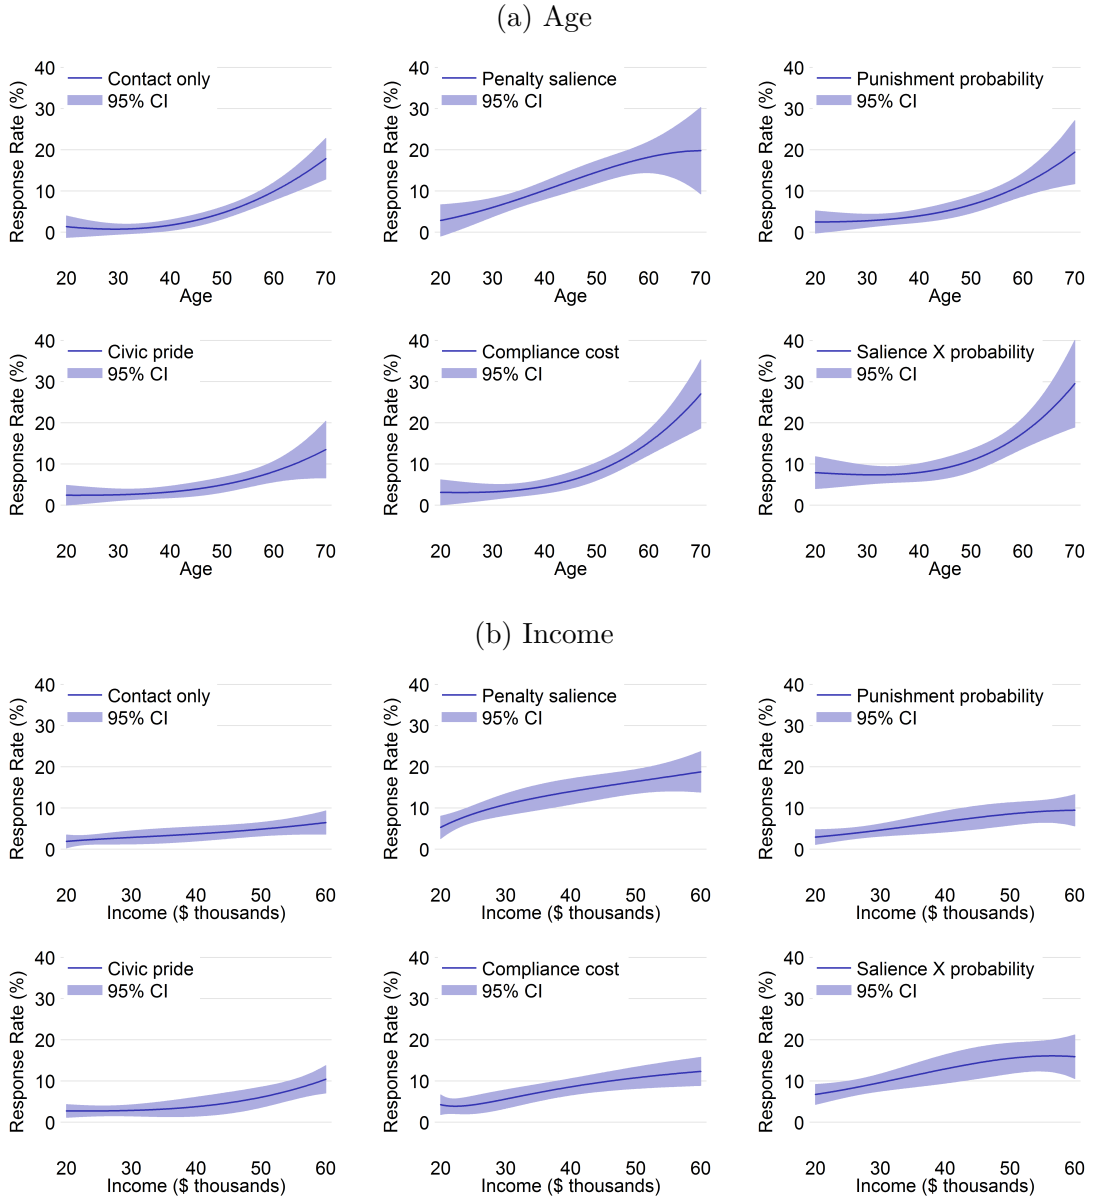 (a) Age
Contact only
95% CI
Response Rate (%)
40
30
20
10
0
20 30 40 50 60 70
Age
Penalty salience
95% CI
Response Rate (%)
40
30
20
10
0
20 30 40 50 60 70
Age
Punishment probability
95% CI
Response Rate (%)
40
30
20
10
0
20 30 40 50 60 70
Age
Civic pride
95% CI
Response Rate (%)
40
30
20
10
0
20 30 40 50 60 70
Age
Compliance cost
95% CI
Response Rate (%)
40
30
20
10
0
20 30 40 50 60 70
Age
Salience X probability
95% CI
Response Rate (%)
40
30
20
10
0
20 30 40 50 60 70
Age
(b) Income
Contact only
95% CI
Response Rate (%)
40
30
20
10
0
20 30 40 50 60
Income ($ thousands)
Penalty salience
95% CI
Response Rate (%)
40
30
20
10
0
20 30 40 50 60
Income ($ thousands)
Punishment probability
95% CI
Response Rate (%)
40
30
20
10
0
20 30 40 50 60
Income ($ thousands)
Civic pride
95% CI
Response Rate (%)
40
30
20
10
0
20 30 40 50 60
Income ($ thousands)
Compliance cost
95% CI
Response Rate (%)
40
30
20
10
0
20 30 40 50 60
Income ($ thousands)
Salience X probability
95% CI
Response Rate (%)
40
30
20
10
0
20 30 40 50 60
Income ($ thousands)